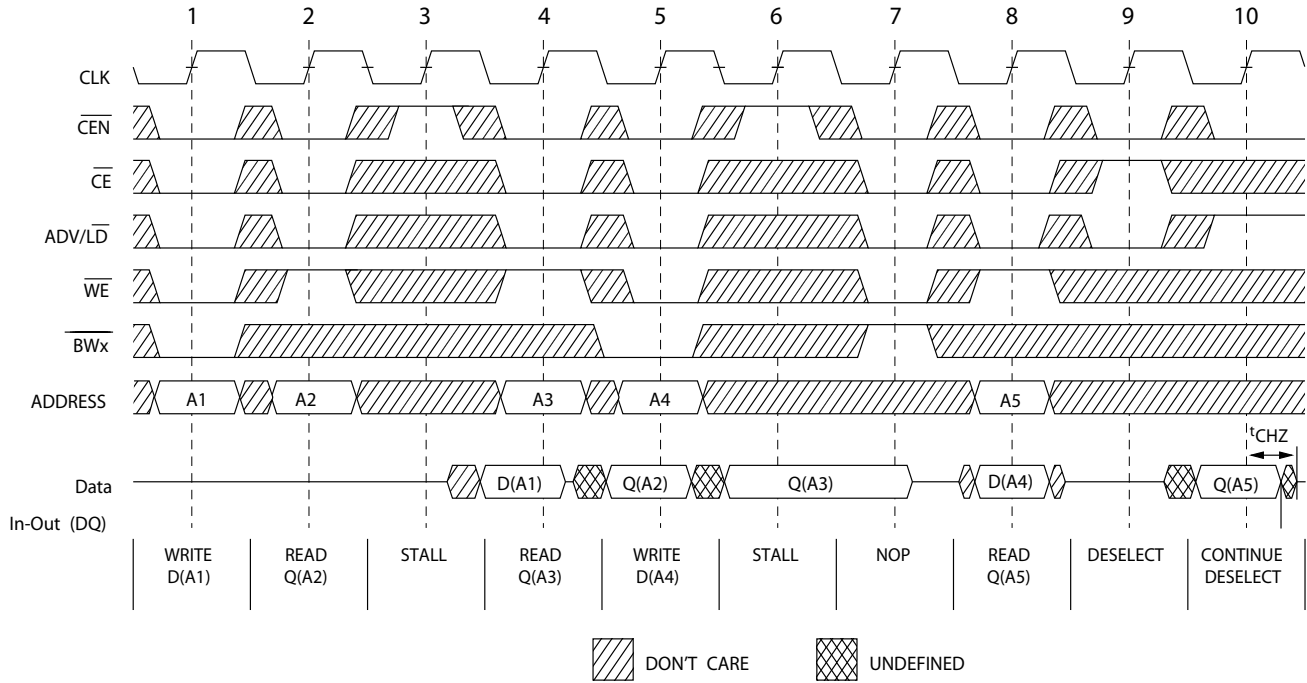 1 2 3 4 5 6 7 8 9 10
CLK
CEN
CE
ADV/LD
WE
BWx
ADDRESS A1 A2 A3 A4 A5
tCHZ
Data D(A1) Q(A2) Q(A3) D(A4) Q(A5)
In-Out (DQ)
WRITE READ STALL READ WRITE STALL NOP READ DESELECT CONTINUE
D(A1) Q(A2) Q(A3) D(A4) Q(A5) DESELECT
DON'T CARE UNDEFINED